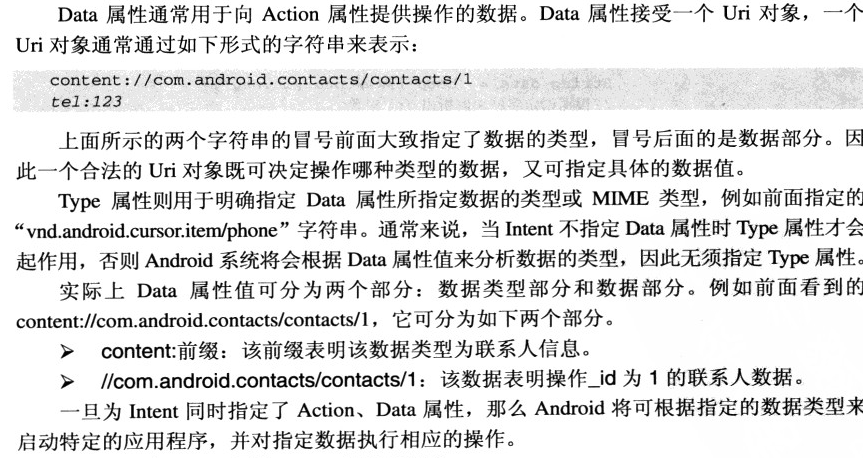 Data 属性通常用于向 Action 属性提供操作的数据。Data 属性接受一个 Uri 对象，一个
Uri 对象通常通过如下形式的字符串来表示：
content://com.android.contacts/contacts/1
tel:123
上面所示的两个字符串的冒号前面大致指定了数据的类型，冒号后面的是数据部分。因
此一个合法的 Uri 对象既可决定操作哪种类型的数据，又可指定具体的数据值。
Type 属性则用于明确指定 Data 属性所指定数据的类型或 MIME 类型，例如前面指定的
“vnd.android.cursor.item/phone”字符串。通常来说，当 Intent 不指定 Data 属性时 Type 属性才会
起作用，否则 Android 系统将会根据 Data 属性值来分析数据的类型，因此无须指定 Type 属性。
实际上 Data 属性值可分为两个部分：数据类型部分和数据部分。例如前面看到的
content://com.android.contacts/contacts/1，它可分为如下两个部分。
➢ content:前缀：该前缀表明该数据类型为联系人信息。
➢ //com.android.contacts/contacts/1：该数据表明操作_id 为 1 的联系人数据。
一旦为 Intent 同时指定了 Action、Data 属性，那么 Android 将可根据指定的数据类型来
启动特定的应用程序，并对指定数据执行相应的操作。